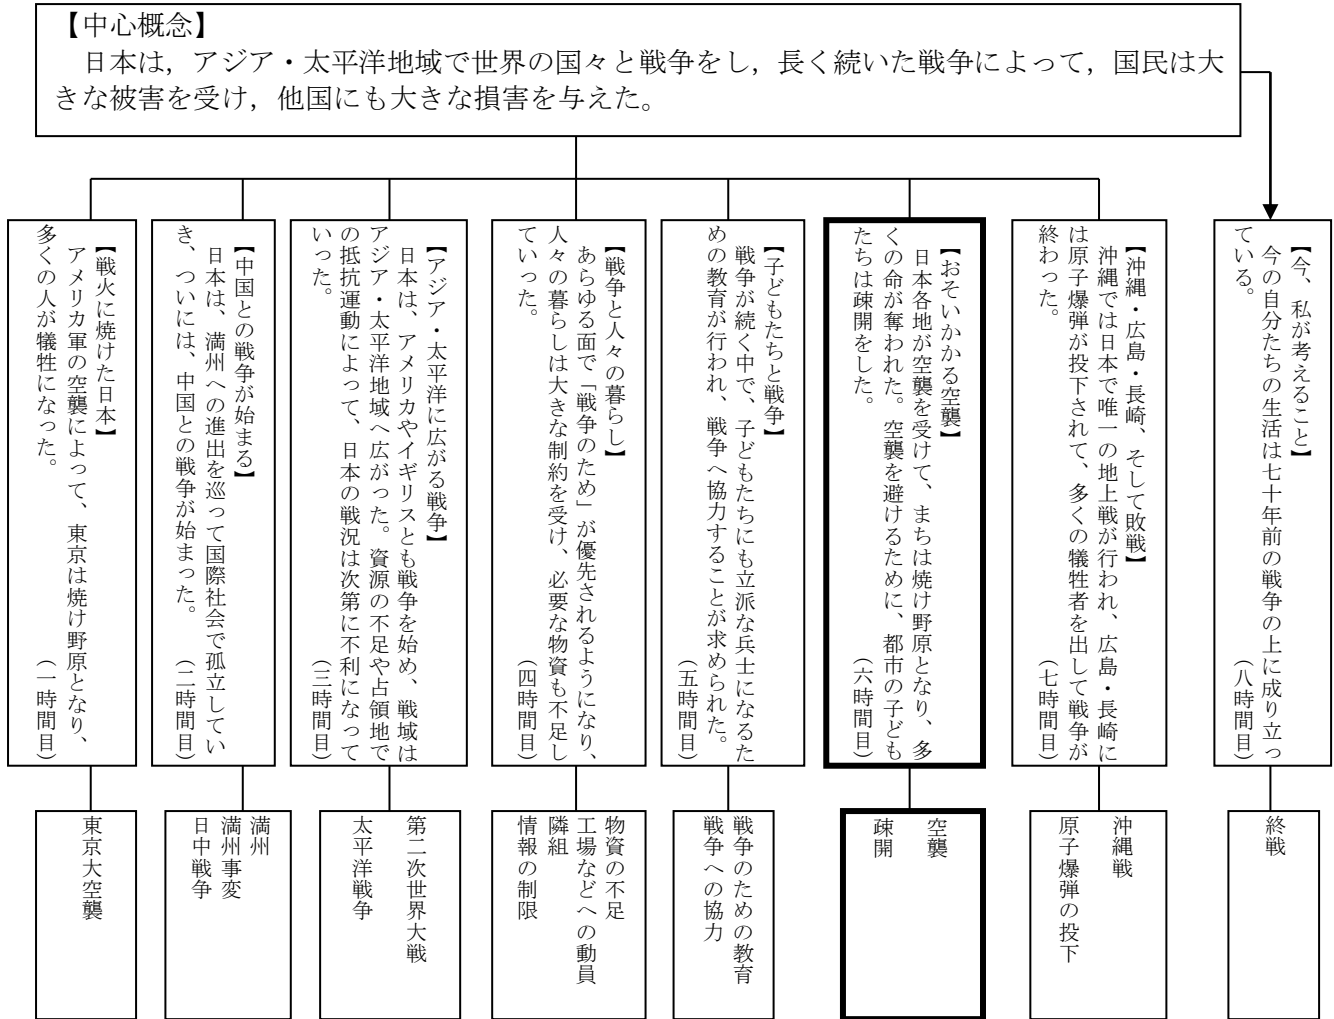 【中心概念】
日本は，アジア・太平洋地域で世界の国々と戦争をし，長く続いた戦争によって，国民は大
きな被害を受け，他国にも大きな損害を与えた。
【戦火に焼けた日本】
アメリカ軍の空襲によって、東京は焼け野原となり、
多くの人が犠牲になった。
（一時間目）
【中国との戦争が始まる】
日本は、満州への進出を巡って国際社会で孤立してい
き、ついには、中国との戦争が始まった。
（二時間目）
【アジア・太平洋に広がる戦争】
日本は、アメリカやイギリスとも戦争を始め、戦域は
アジア・太平洋地域へ広がった。資源の不足や占領地で
の抵抗運動によって、日本の戦況は次第に不利になって
いった。
（三時間目）
【戦争と人々の暮らし】
あらゆる面で「戦争のため」が優先されるようになり、
人々の暮らしは大きな制約を受け、必要な物資も不足し
ていった。
（四時間目）
【子どもたちと戦争】
戦争が続く中で、子どもたちにも立派な兵士になるた
めの教育が行われ、戦争へ協力することが求められた。
（五時間目）
【おそいかかる空襲】
日本各地が空襲を受けて、まちは焼け野原となり、多
くの命が奪われた。空襲を避けるために、都市の子ども
たちは疎開をした。
（六時間目）
【沖縄・広島・長崎、そして敗戦】
沖縄では日本で唯一の地上戦が行われ、広島・長崎に
は原子爆弾が投下されて、多くの犠牲者を出して戦争が
終わった。
（七時間目）
【今、私が考えること】
今の自分たちの生活は七十年前の戦争の上に成り立っ
ている。
（八時間目）
東京大空襲
満州
満州事変
日中戦争
第二次世界大戦
太平洋戦争
物資の不足
工場などへの動員
隣組
情報の制限
戦争のための教育
戦争への協力
空襲
疎開
沖縄戦
原子爆弾の投下
終戦